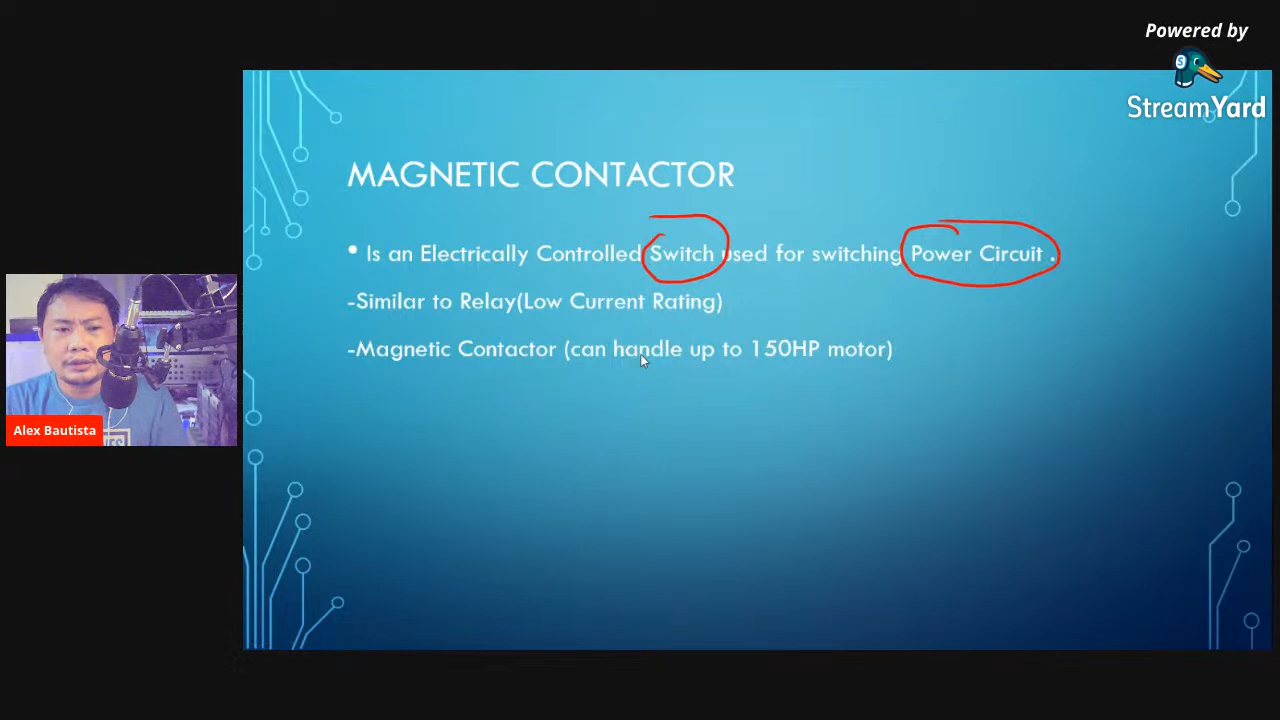 Powered by
StreamYard
MAGNETIC CONTACTOR
• Is an Electrically Controlled Switch used for switching Power Circuit .
-Similar to Relay(Low Current Rating)
-Magnetic Contactor (can handle up to 150HP motor)
Alex Bautista